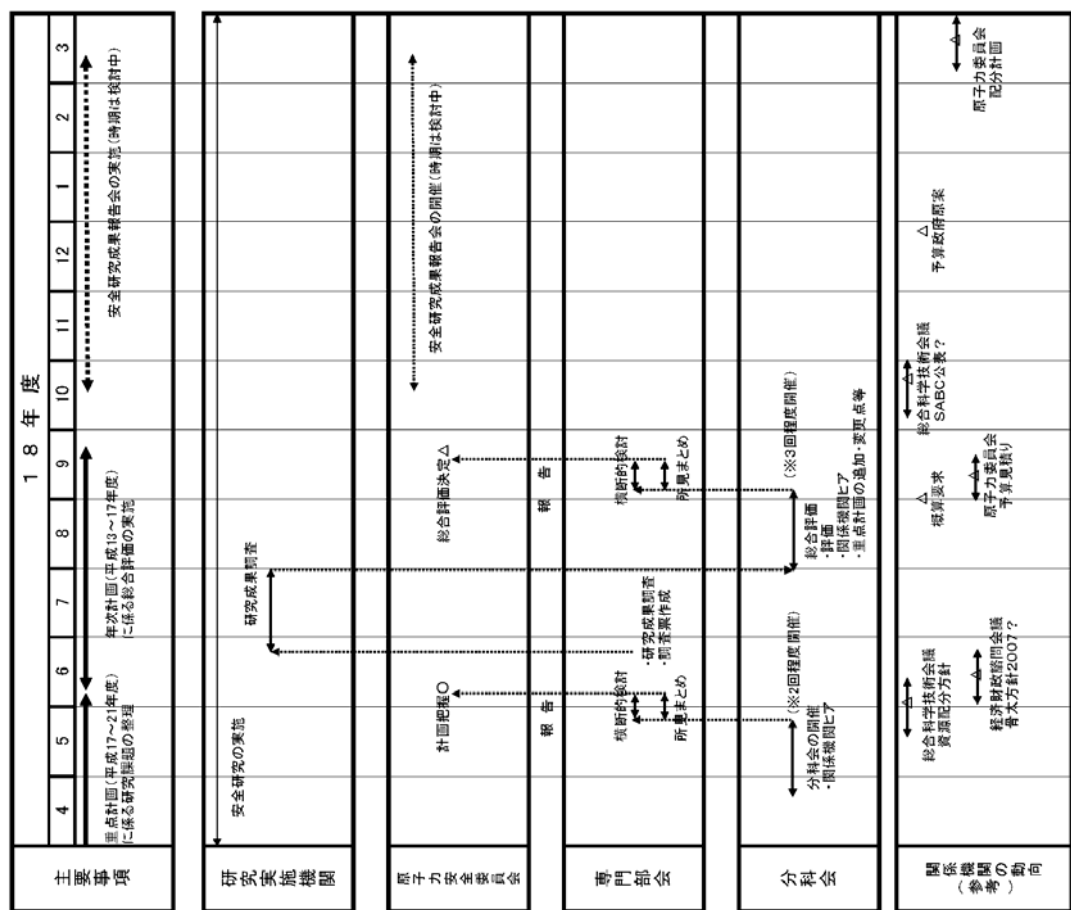 18年度
4
5
6
7
8
9
10
11
12
1
2
3
主要事項
重点計画(平成17~21年度)
に係る研究課題の整理
年次計画(平成13~17年度)
に係る総合評価の実施
安全研究成果報告会の実施(時期は検討中)
研究実施機関
安全研究の実施
研究成果調査
原子力安全委員会
計画把握○
総合評価決定△
安全研究成果報告会の開催(時期は検討中)
報 告
報 告
専門部会
横断的検討
所見まとめ
・研究成果調査
・調査票作成
横断的検討
所見まとめ
分科会
(※2回程度開催)
分科会の開催
・関係機関ヒア
(※3回程度開催)
総合評価
・評価
・関係機関ヒア
・重点計画の追加・変更点等
関係機関の動向
(参考)
総合科学技術会議
資源配分方針
経済財政諮問会議
骨太方針2007?
△
概算要求
原子力委員会
予算見積り
総合科学技術会議
SABC公表?
△
予算政府原案
原子力委員会
配分計画